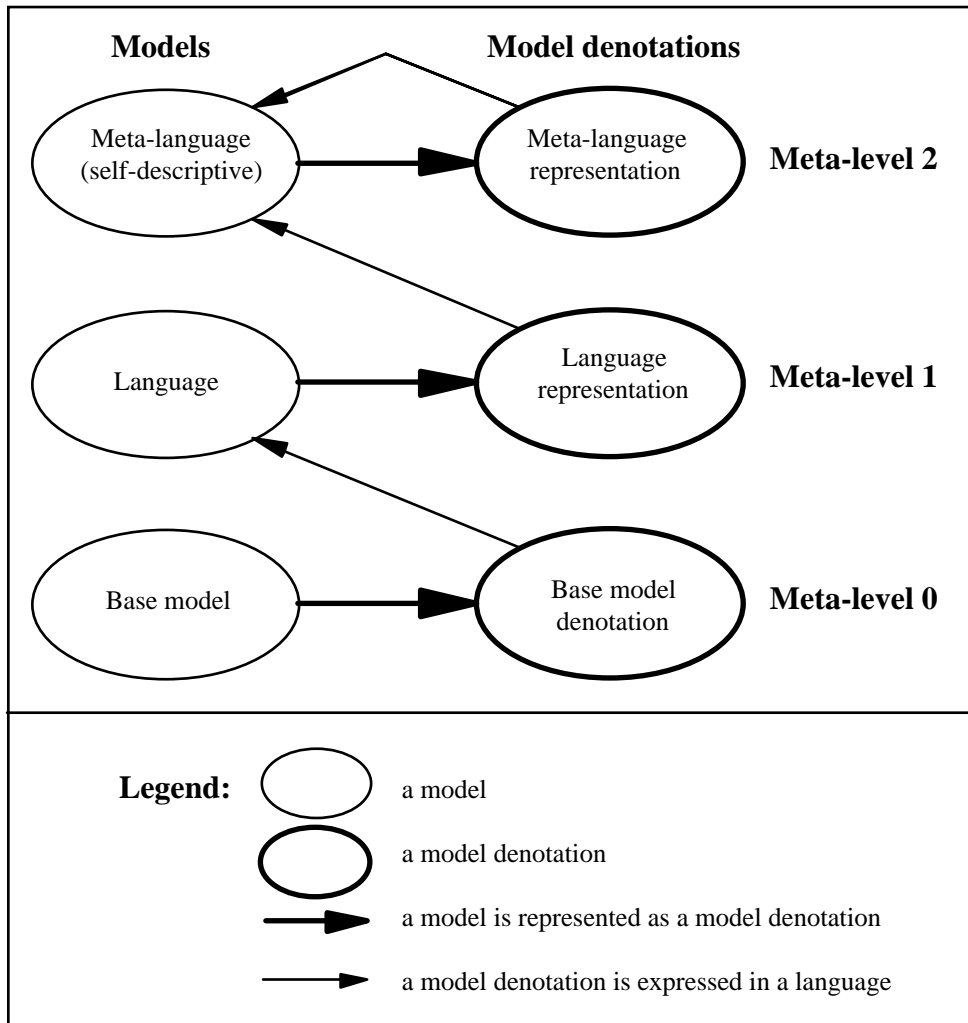 Models
Model denotations
Meta-language
(self-descriptive)
Meta-language
representation
Meta-level 2
Language
Language
representation
Meta-level 1
Base model
Base model
denotation
Meta-level 0
Legend:
a model
a model denotation
a model is represented as a model denotation
a model denotation is expressed in a language